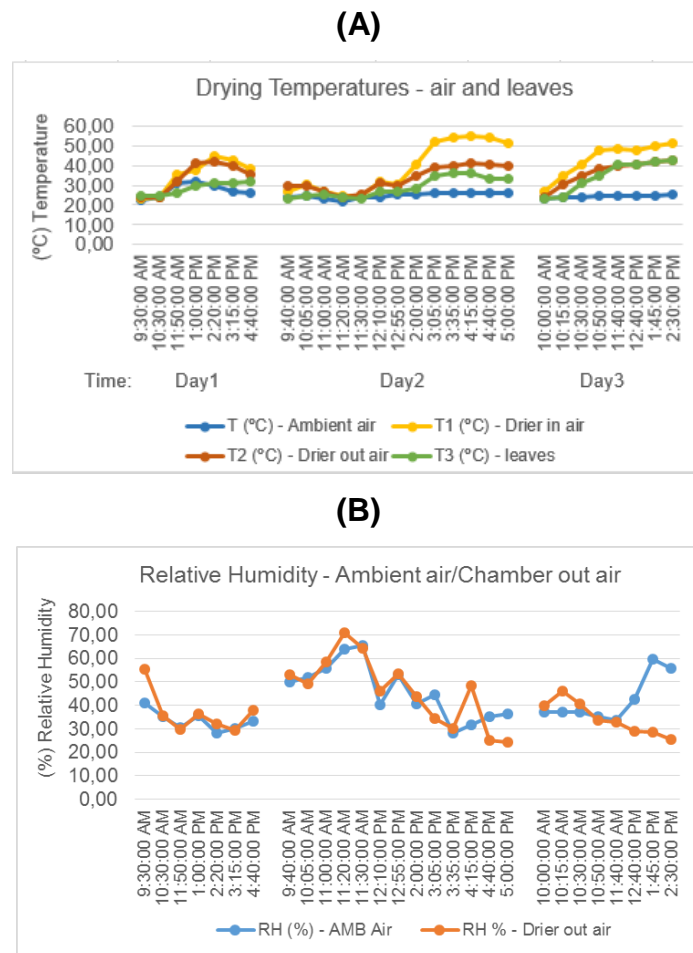 (A)
Drying Temperatures - air and leaves
(ºC) Temperature
60,00
50,00
40,00
30,00
20,00
10,00
0,00
9:30:00 AM
10:30:00 AM
11:50:00 AM
1:00:00 PM
2:20:00 PM
3:15:00 PM
4:40:00 PM
9:40:00 AM
10:05:00 AM
11:00:00 AM
11:20:00 AM
11:30:00 AM
12:10:00 PM
12:55:00 PM
2:00:00 PM
3:05:00 PM
3:35:00 PM
4:15:00 PM
4:40:00 PM
5:00:00 PM
10:00:00 AM
10:15:00 AM
10:30:00 AM
10:50:00 AM
11:40:00 AM
12:40:00 PM
1:45:00 PM
2:30:00 PM
Time: Day1 Day2 Day3
T (ºC) - Ambient air T1 (ºC) - Drier in air
T2 (ºC) - Drier out air T3 (ºC) - leaves
(B)
Relative Humidity - Ambient air/Chamber out air
(%) Relative Humidity
80,00
70,00
60,00
50,00
40,00
30,00
20,00
10,00
0,00
9:30:00 AM
10:30:00 AM
11:50:00 AM
1:00:00 PM
2:20:00 PM
3:15:00 PM
4:40:00 PM
9:40:00 AM
10:05:00 AM
11:00:00 AM
11:20:00 AM
11:30:00 AM
12:10:00 PM
12:55:00 PM
2:00:00 PM
3:05:00 PM
3:35:00 PM
4:15:00 PM
4:40:00 PM
5:00:00 PM
10:00:00 AM
10:15:00 AM
10:30:00 AM
10:50:00 AM
11:40:00 AM
12:40:00 PM
1:45:00 PM
2:30:00 PM
RH (%) - AMB Air RH % - Drier out air